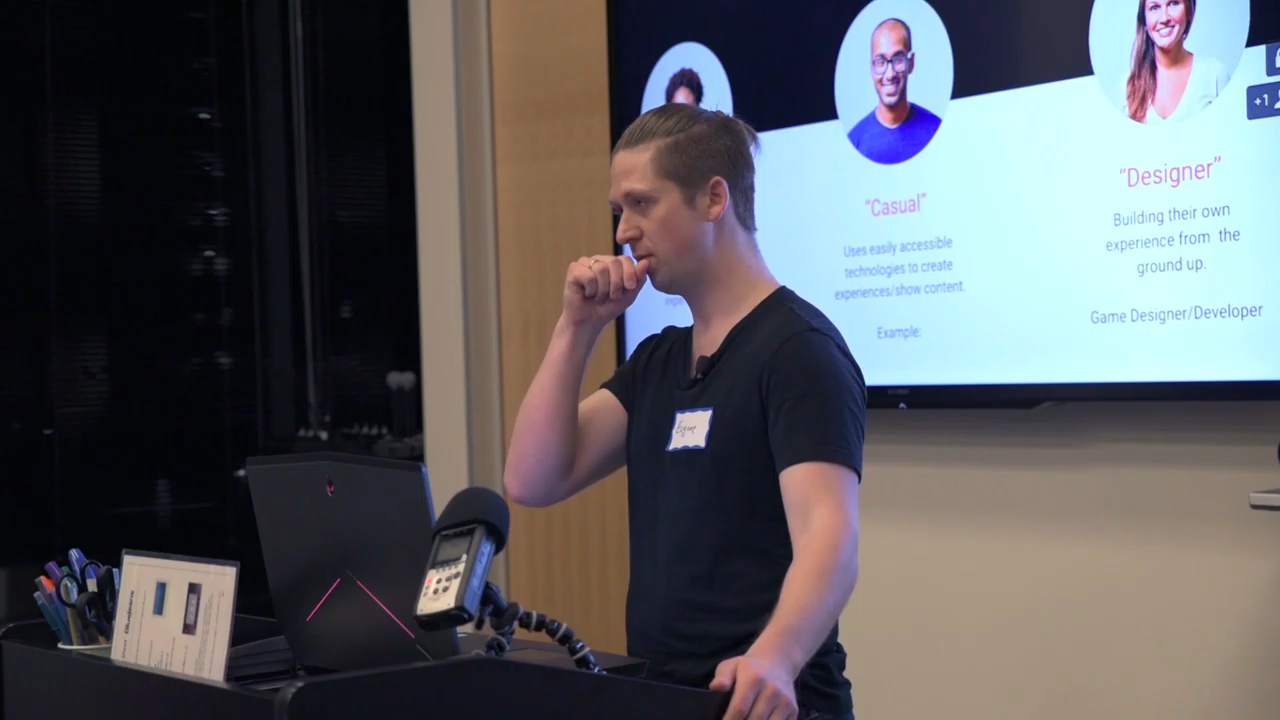 “Casual”
Uses easily accessible
technologies to create
experiences/show content.
Example:
“Designer”
Building their own
experience from the
ground up.
Game Designer/Developer
+1
Eugene